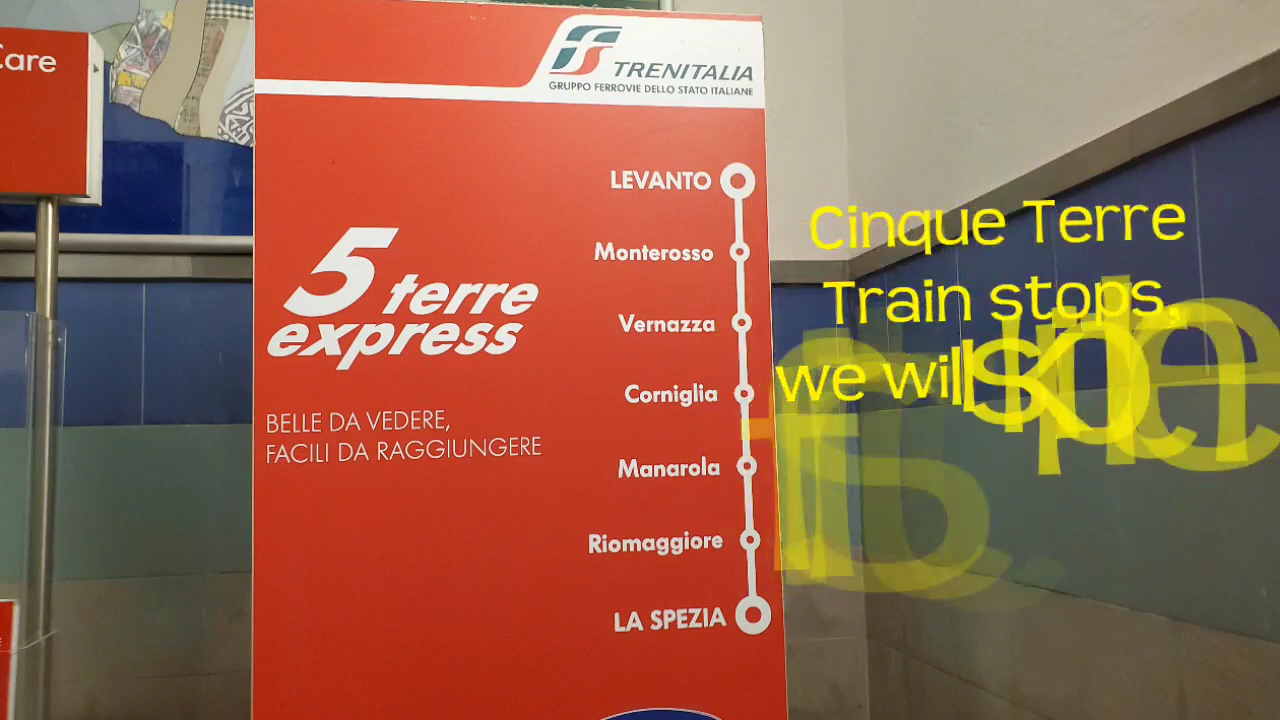 Care
TRENITALIA
GRUPPO FERROVIE DELLO STATO ITALIANE
LEVANTO
Monterosso
Vernazza
Corniglia
Manarola
Riomaggiore
LA SPEZIA
5 terre
express
BELLE DA VEDERE,
FACILI DA RAGGIUNGERE
Cinque Terre
Train stops,
we will